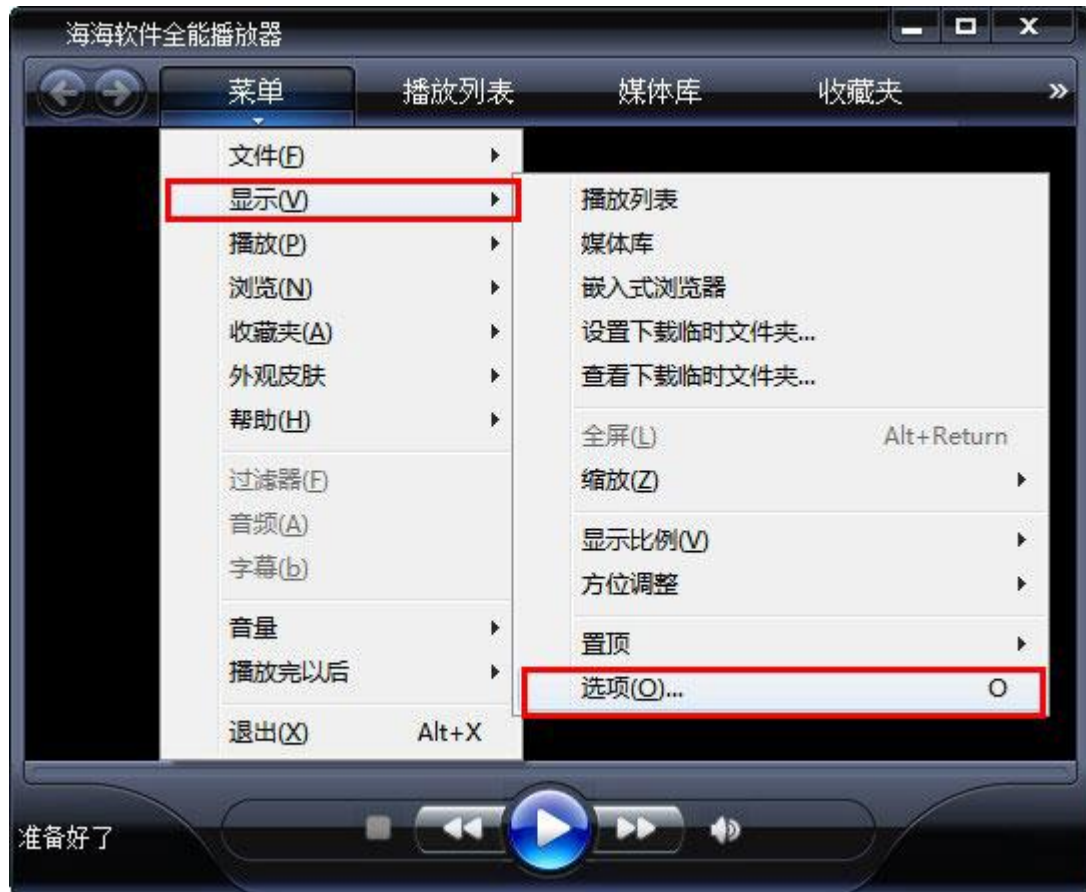 海海软件全能播放器
菜单 播放列表 媒体库 收藏夹 »
文件(F)
显示(V)
播放(P)
浏览(N)
收藏夹(A)
外观皮肤
帮助(H)
过滤器(F)
音频(A)
字幕(b)
音量
播放完以后
退出(X) Alt+X
播放列表
媒体库
嵌入式浏览器
设置下载临时文件夹...
查看下载临时文件夹...
全屏(L) Alt+Return
缩放(Z)
显示比例(V)
方位调整
置顶
选项(O)... O
准备好了